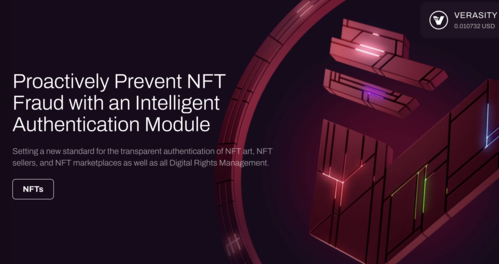 VERASITY
0.010732 USD
Proactively Prevent NFT
Fraud with an Intelligent
Authentication Module
Setting a new standard for the transparent authentication of NFT art, NFT
sellers, and NFT marketplaces as well as all Digital Rights Management.
NFTs